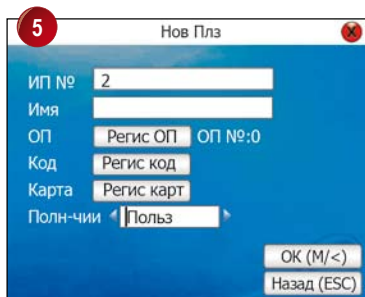 5
Нов Плз
ИП № 2
Имя
ОП Регис ОП ОП №:0
Код Регис код
Карта Регис карт
Полн-чии Польз
OK (M/<)
Назад (ESC)